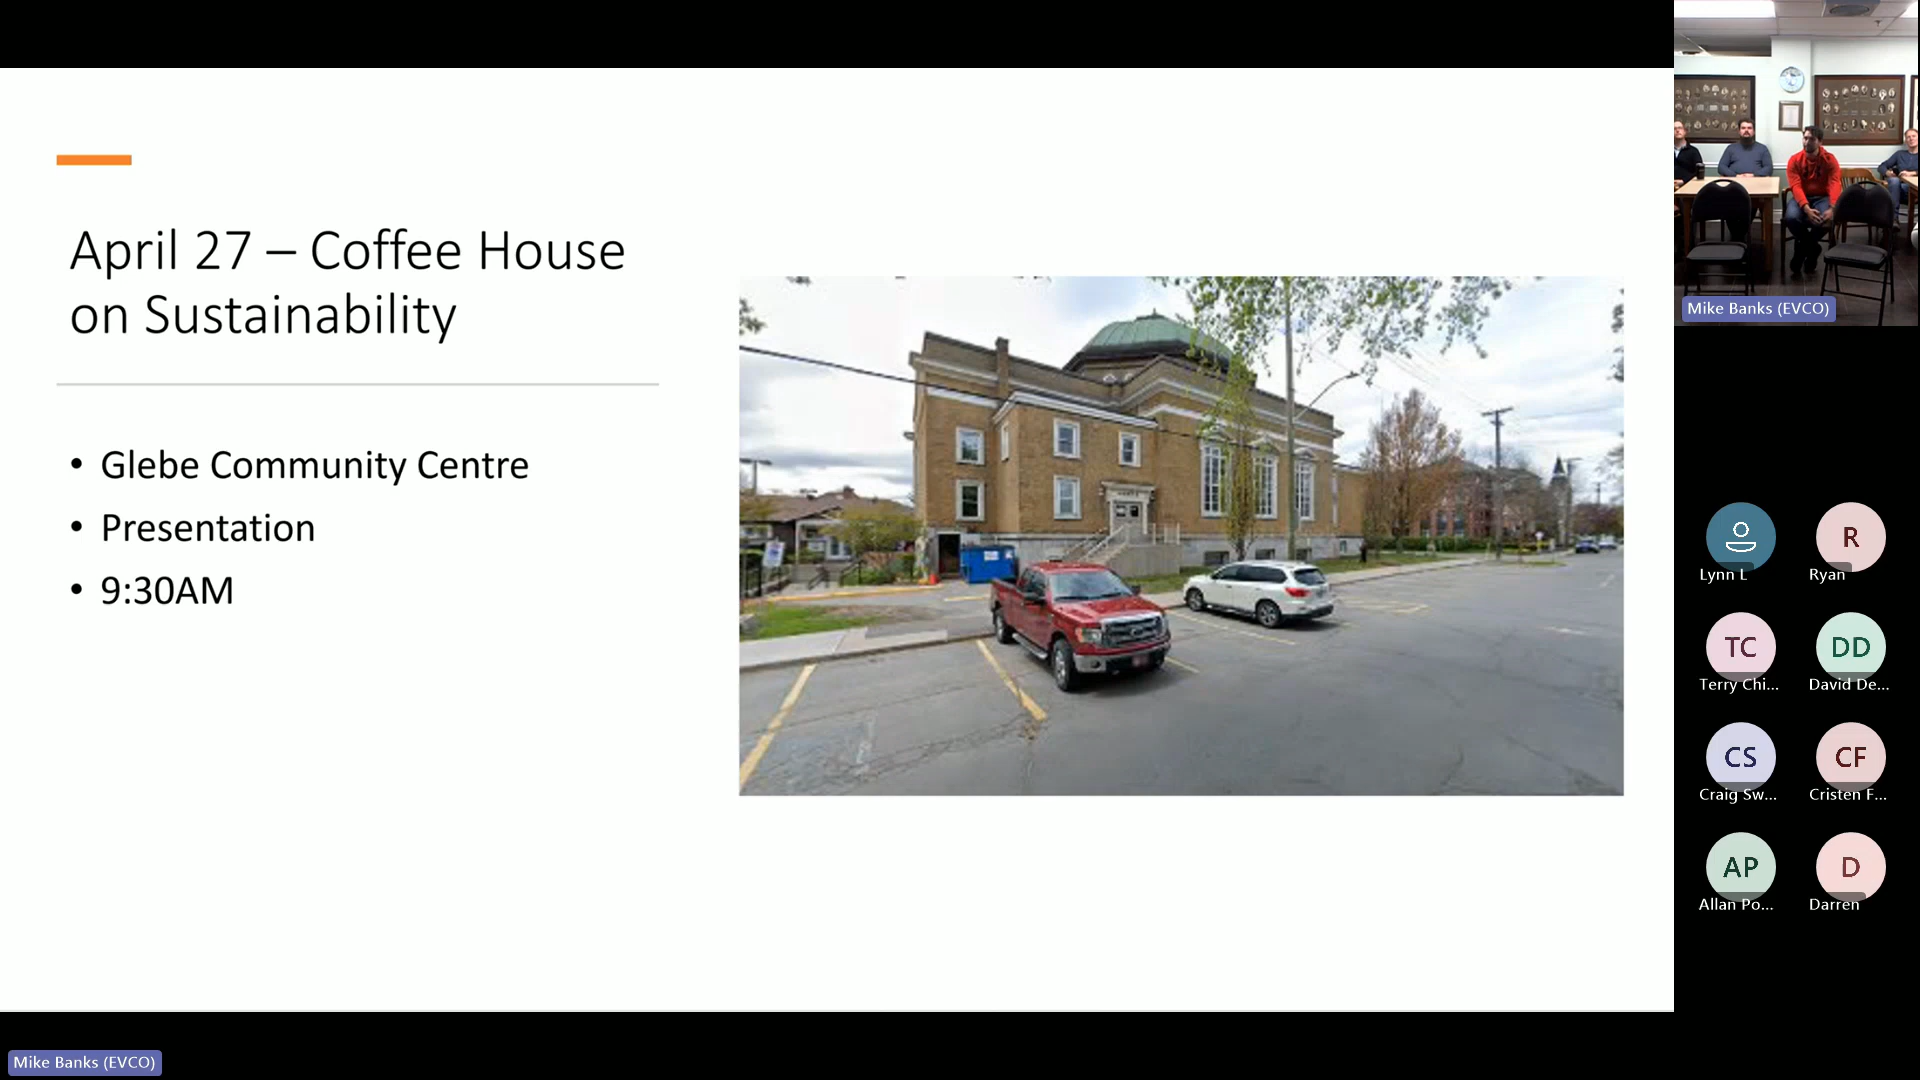 April 27 – Coffee House
on Sustainability
• Glebe Community Centre
• Presentation
• 9:30AM
Mike Banks (EVCO)
Lynn L
R
Ryan
TC
Terry Chi...
DD
David De...
CS
Craig Sw...
CF
Cristen F...
AP
Allan Po...
D
Darren
Mike Banks (EVCO)